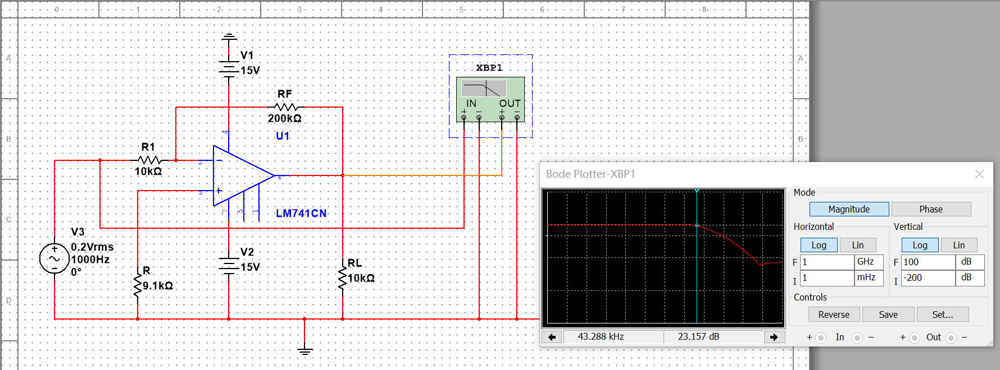 0 1 2 3 4 5 6 7 8
A
A
V1
15V
XBP1
RF
200kΩ
IN OUT
+ − + −
B
B
U1
4
R1
10kΩ
2
−
6
3
+
7 5 1
LM741CN
C
D
V3
0.2Vrms
1000Hz
0°
+
R
9.1kΩ
V2
15V
RL
10kΩ
Bode Plotter-XBP1
Mode
Magnitude Phase
Horizontal Vertical
Log Lin Log Lin
F 1 GHz F 100 dB
I 1 mHz I -200 dB
Controls
Reverse Save Set...
43.288 kHz 23.157 dB
+ In − + Out −